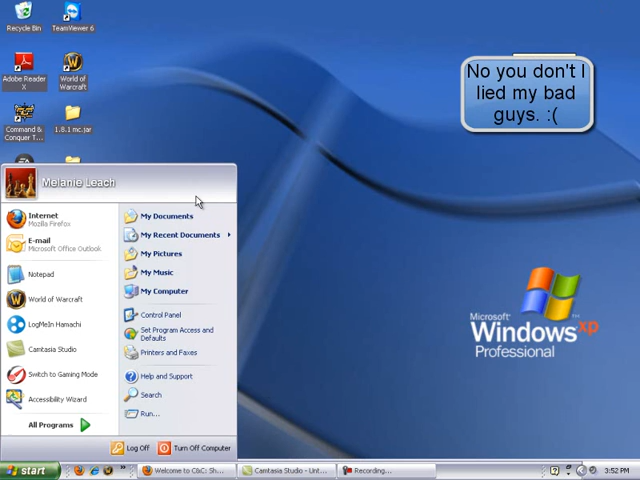 Recycle Bin
TeamViewer 6
Adobe Reader
X
World of
Warcraft
Command &
Conquer T...
1.8.1 mc.jar
No you don't I
lied my bad
guys. :(
Melanie Leach
Internet
Mozilla Firefox
E-mail
Microsoft Office Outlook
Notepad
World of Warcraft
LogMeIn Hamachi
Camtasia Studio
Switch to Gaming Mode
Accessibility Wizard
All Programs
My Documents
My Recent Documents
My Pictures
My Music
My Computer
Control Panel
Set Program Access and
Defaults
Printers and Faxes
Help and Support
Search
Run...
Log Off
Turn Off Computer
Microsoft
Windows xp
Professional
start
Welcome to C&C: Sh...
Camtasia Studio - Unt...
Recording...
3:52 PM